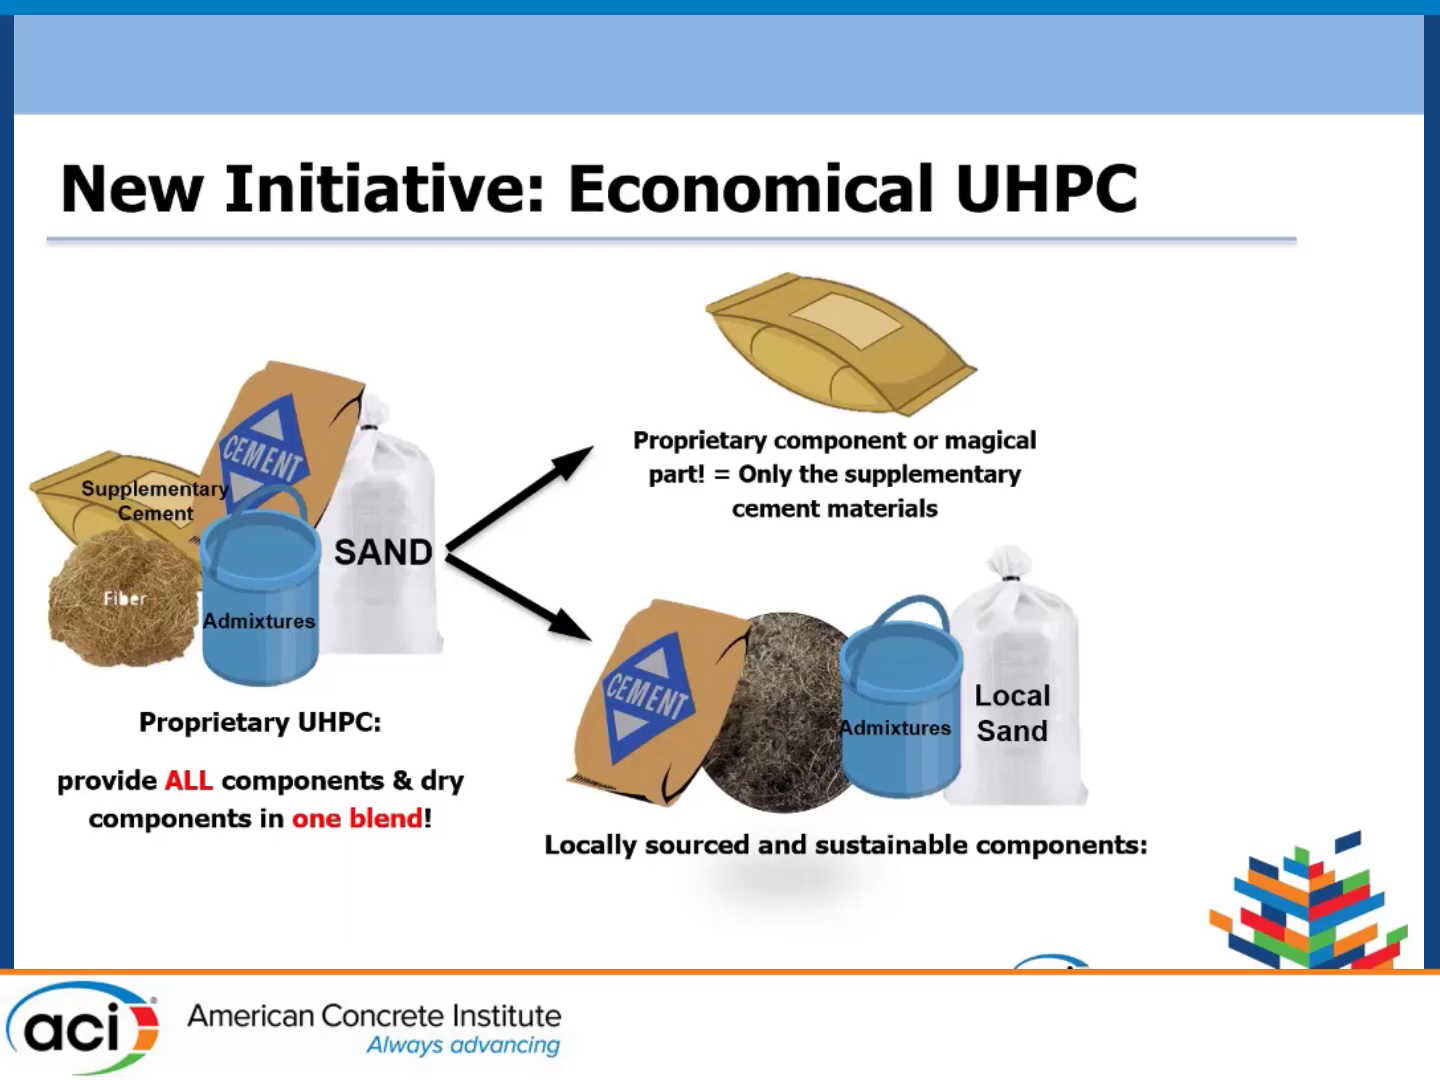 New Initiative: Economical UHPC
CEMENT
Supplementary
Cement
Fiber
Admixtures
SAND
Proprietary UHPC:
provide ALL components & dry
components in one blend!
Proprietary component or magical
part! = Only the supplementary
cement materials
CEMENT
Admixtures
Local
Sand
Locally sourced and sustainable components:
aci®
American Concrete Institute
Always advancing